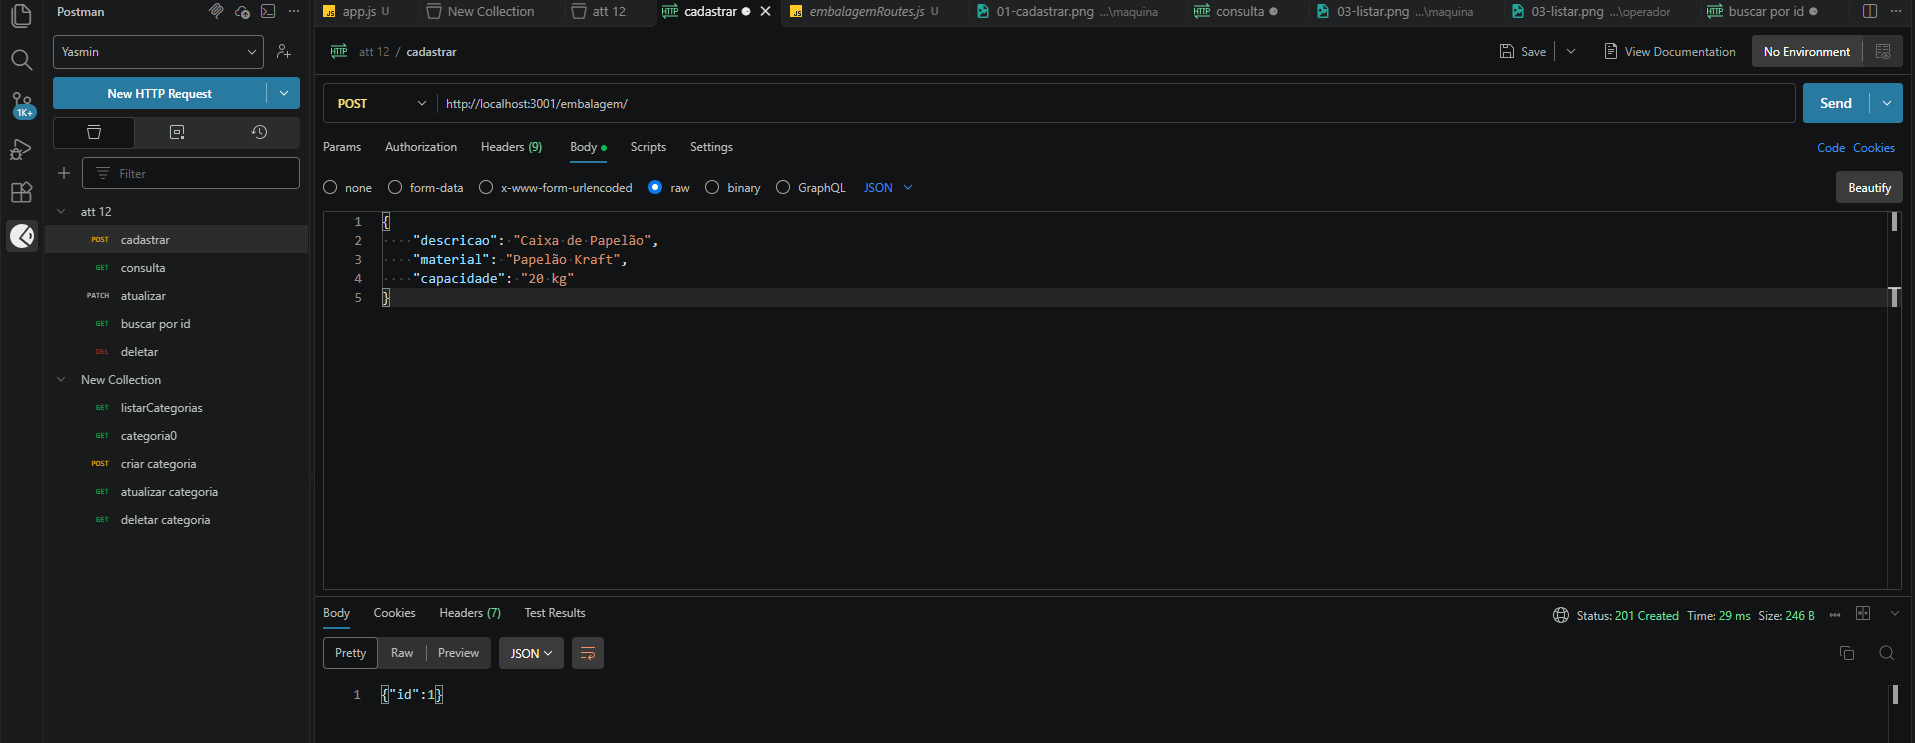 Postman
app.js U
New Collection
att 12
cadastrar
embalagemRoutes.js U
01-cadastrar.png ...\maquina
consulta
03-listar.png ...\maquina
03-listar.png ...\operador
buscar por id
Yasmin
att 12 / cadastrar
Save
View Documentation
No Environment
New HTTP Request
POST
http://localhost:3001/embalagem/
Send
1K+
Params
Authorization
Headers (9)
Body
Scripts
Settings
Code
Cookies
Filter
none
form-data
x-www-form-urlencoded
raw
binary
GraphQL
JSON
Beautify
att 12
POST cadastrar
GET consulta
PATCH atualizar
GET buscar por id
DEL deletar
New Collection
GET listarCategorias
GET categoria0
POST criar categoria
GET atualizar categoria
GET deletar categoria
1 {
2 ····"descricao":·"Caixa·de·Papelão",
3 ····"material":·"Papelão·Kraft",
4 ····"capacidade":·"20·kg"
5 }
Body
Cookies
Headers (7)
Test Results
Status: 201 Created Time: 29 ms Size: 246 B
Pretty
Raw
Preview
JSON
1 {"id":1}